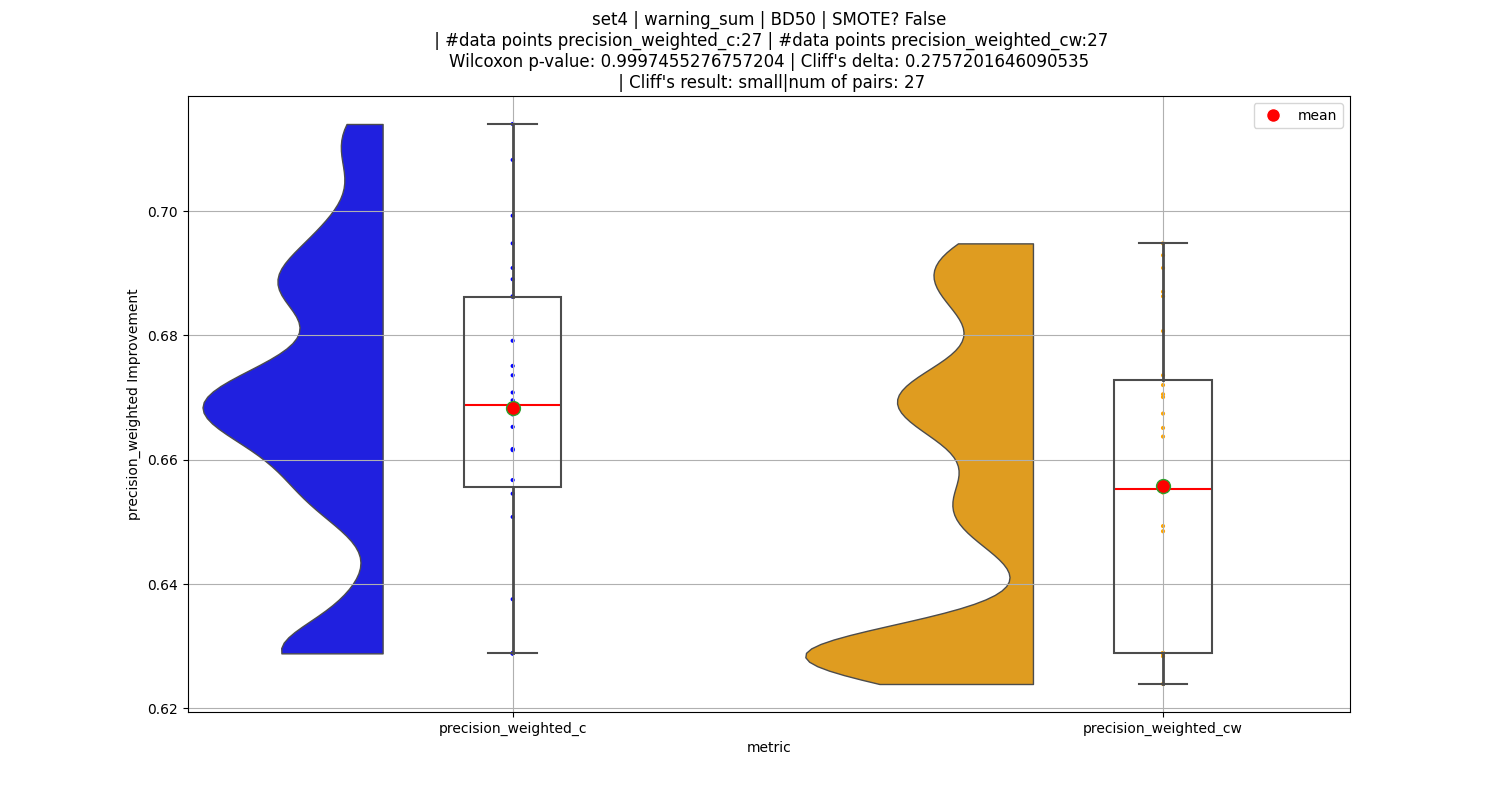 set4 | warning_sum | BD50 | SMOTE? False
| #data points precision_weighted_c:27 | #data points precision_weighted_cw:27
Wilcoxon p-value: 0.9997455276757204 | Cliff's delta: 0.2757201646090535
| Cliff's result: small|num of pairs: 27
mean
0.70
0.68
0.66
0.64
0.62
precision_weighted Improvement
precision_weighted_c
precision_weighted_cw
metric